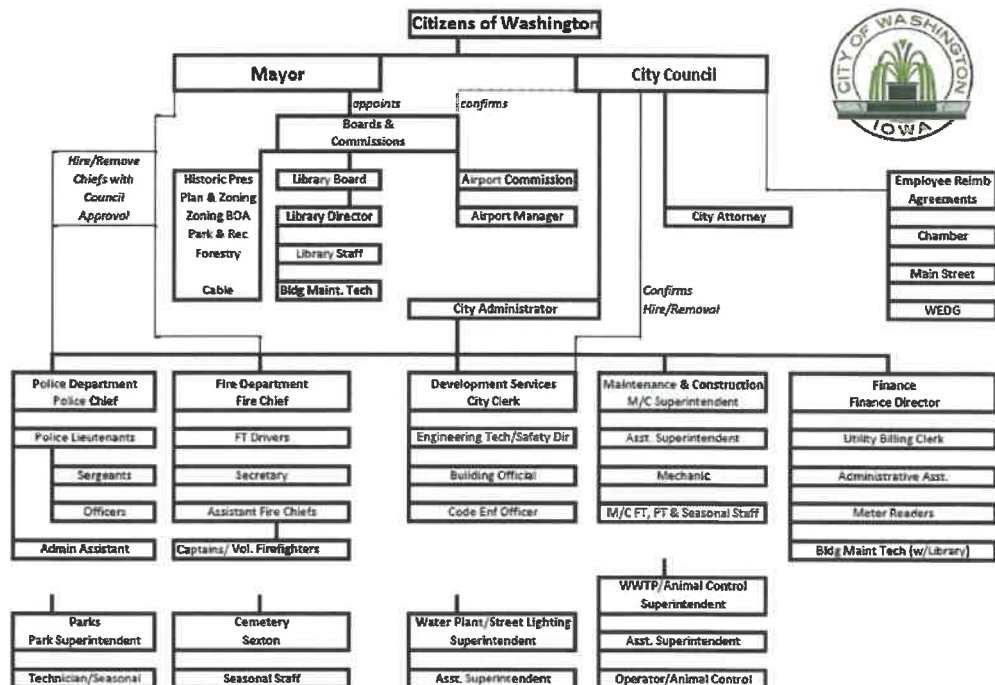 Citizens of Washington
Mayor
City Council
CITY OF WASHINGTON
IOWA
appoints
confirms
Boards &
Commissions
Hire/Remove
Chiefs with
Council
Approval
Historic Pres
Plan & Zoning
Zoning BOA
Park & Rec
Forestry
Cable
Library Board
Library Director
Library Staff
Bldg Maint. Tech
Airport Commission
Airport Manager
City Attorney
Employee Reimb
Agreements
Chamber
Main Street
WEDG
City Administrator
Confirms
Hire/Removal
Police Department
Police Chief
Police Lieutenants
Sergeants
Officers
Admin Assistant
Fire Department
Fire Chief
FT Drivers
Secretary
Assistant Fire Chiefs
Captains/ Vol. Firefighters
Development Services
City Clerk
Engineering Tech/Safety Dir
Building Official
Code Enf Officer
Maintenance & Construction
M/C Superintendent
Asst. Superintendent
Mechanic
M/C FT, PT & Seasonal Staff
Finance
Finance Director
Utility Billing Clerk
Administrative Asst.
Meter Readers
Bldg Maint Tech (w/Library)
Parks
Park Superintendent
Technician/Seasonal
Cemetery
Sexton
Seasonal Staff
Water Plant/Street Lighting
Superintendent
Asst. Superintendent
WWTP/Animal Control
Superintendent
Asst. Superintendent
Operator/Animal Control